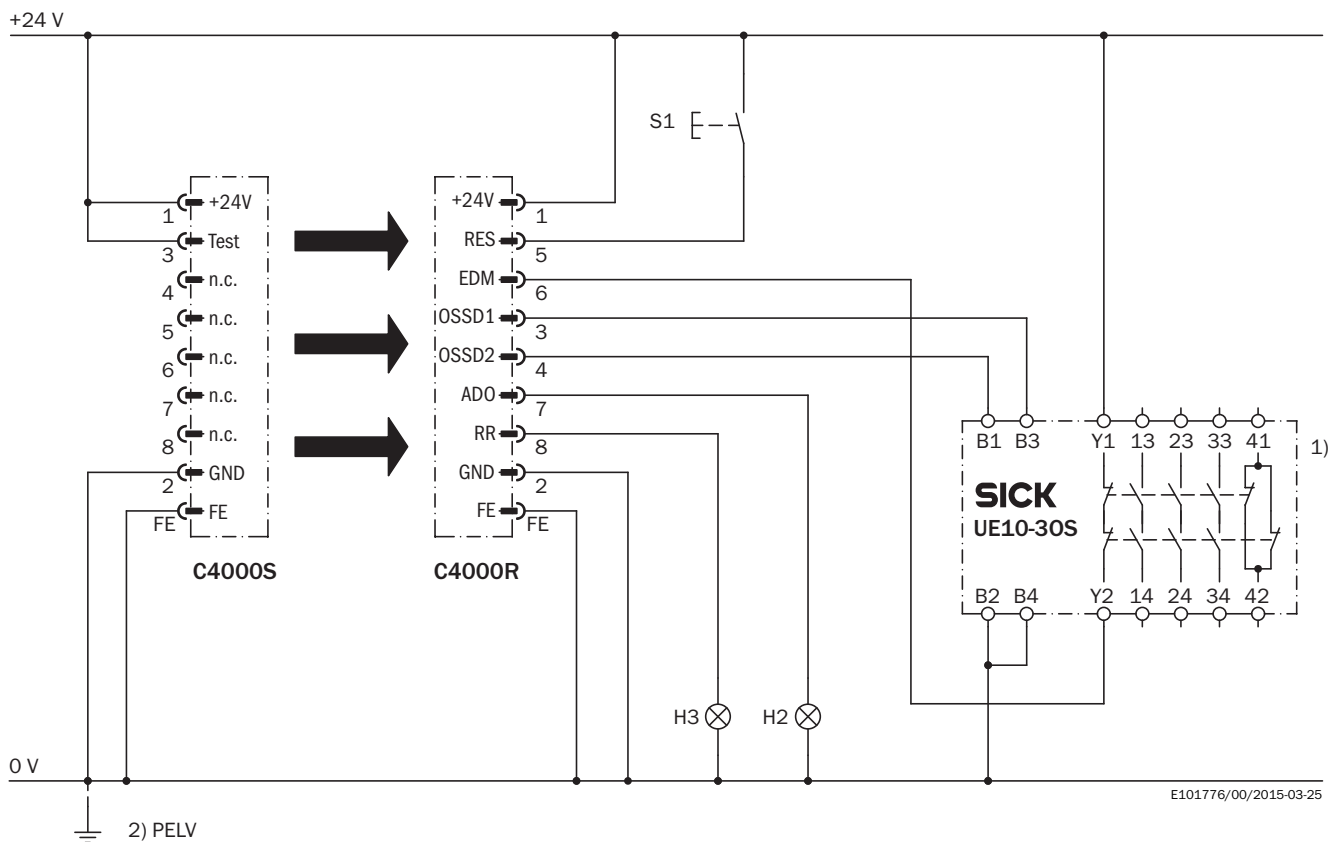 +24 V
S1
+24V
1
Test
3
n.c.
4
n.c.
5
n.c.
6
n.c.
7
n.c.
8
GND
2
FE
FE
C4000S
+24V
1
RES
5
EDM
6
OSSD1
3
OSSD2
4
ADO
7
RR
8
GND
2
FE
FE
C4000R
B1 B3 Y1 13 23 33 41
1)
SICK
UE10-30S
B2 B4 Y2 14 24 34 42
H3
H2
0 V
E101776/00/2015-03-25
2) PELV